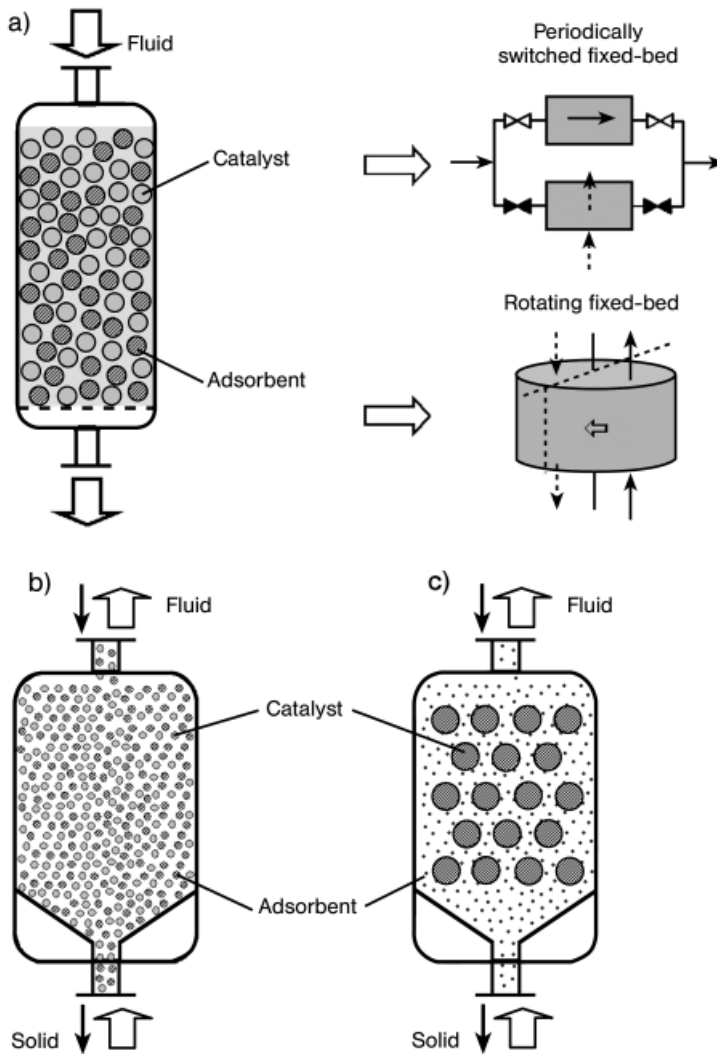 a)
Fluid
Periodically
switched fixed-bed
Catalyst
Rotating fixed-bed
Adsorbent
b)
Fluid
c)
Fluid
Catalyst
Adsorbent
Solid
Solid